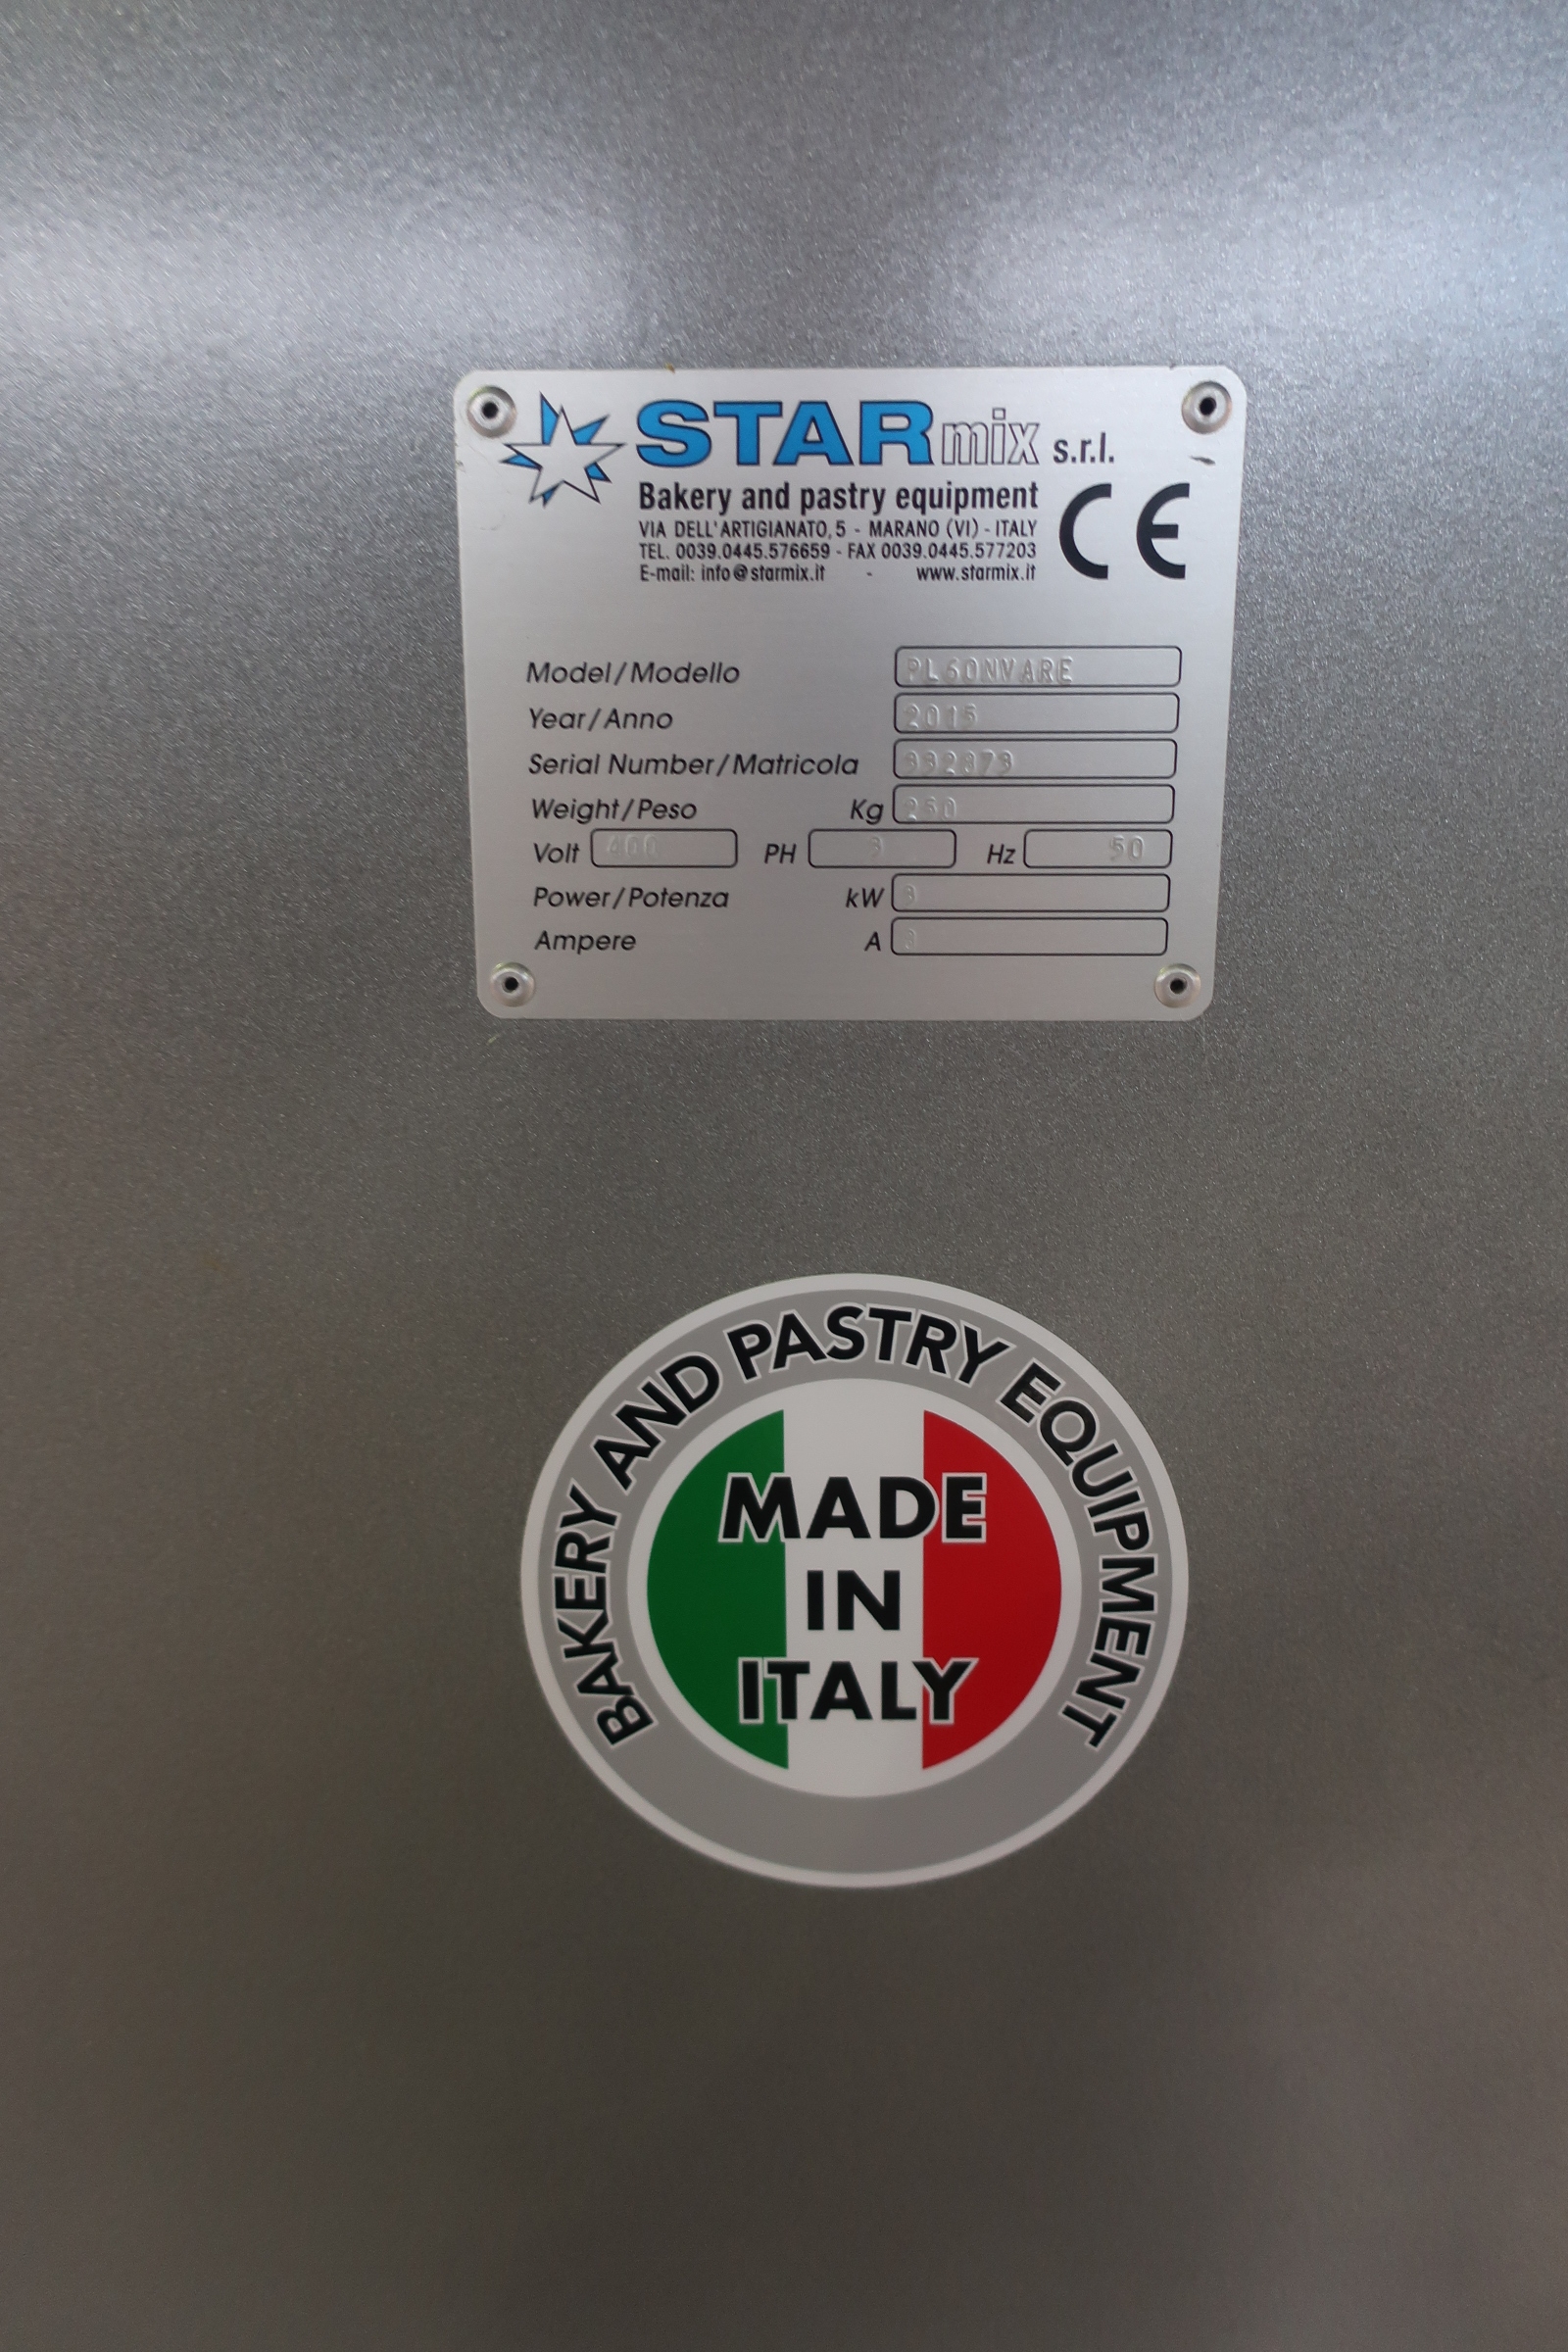 STARmix s.r.l.
Bakery and pastry equipment
VIA DELL'ARTIGIANATO, 5 - MARANO (VI) - ITALY
TEL. 0039.0445.576659 - FAX 0039.0445.577203
E-mail: info@starmix.it - www.starmix.it
CE
Model/Modello PL60NVARE
Year/Anno 2015
Serial Number/Matricola
Weight/Peso Kg 250
Volt 400 PH 3 Hz 50
Power/Potenza kW 3
Ampere A
BAKERY AND PASTRY EQUIPMENT
MADE
IN
ITALY